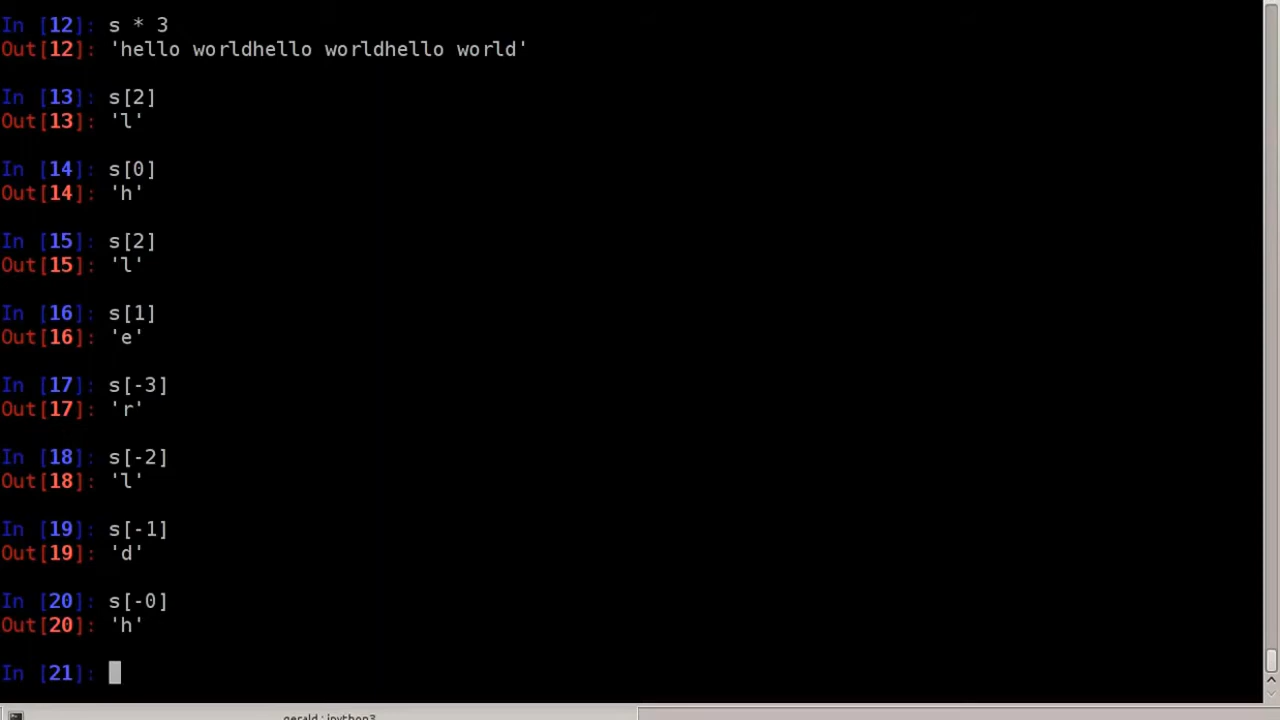 In [12]: s * 3
Out[12]: 'hello worldhello worldhello world'
In [13]: s[2]
Out[13]: 'l'
In [14]: s[0]
Out[14]: 'h'
In [15]: s[2]
Out[15]: 'l'
In [16]: s[1]
Out[16]: 'e'
In [17]: s[-3]
Out[17]: 'r'
In [18]: s[-2]
Out[18]: 'l'
In [19]: s[-1]
Out[19]: 'd'
In [20]: s[-0]
Out[20]: 'h'
In [21]:
gerald : ipython3